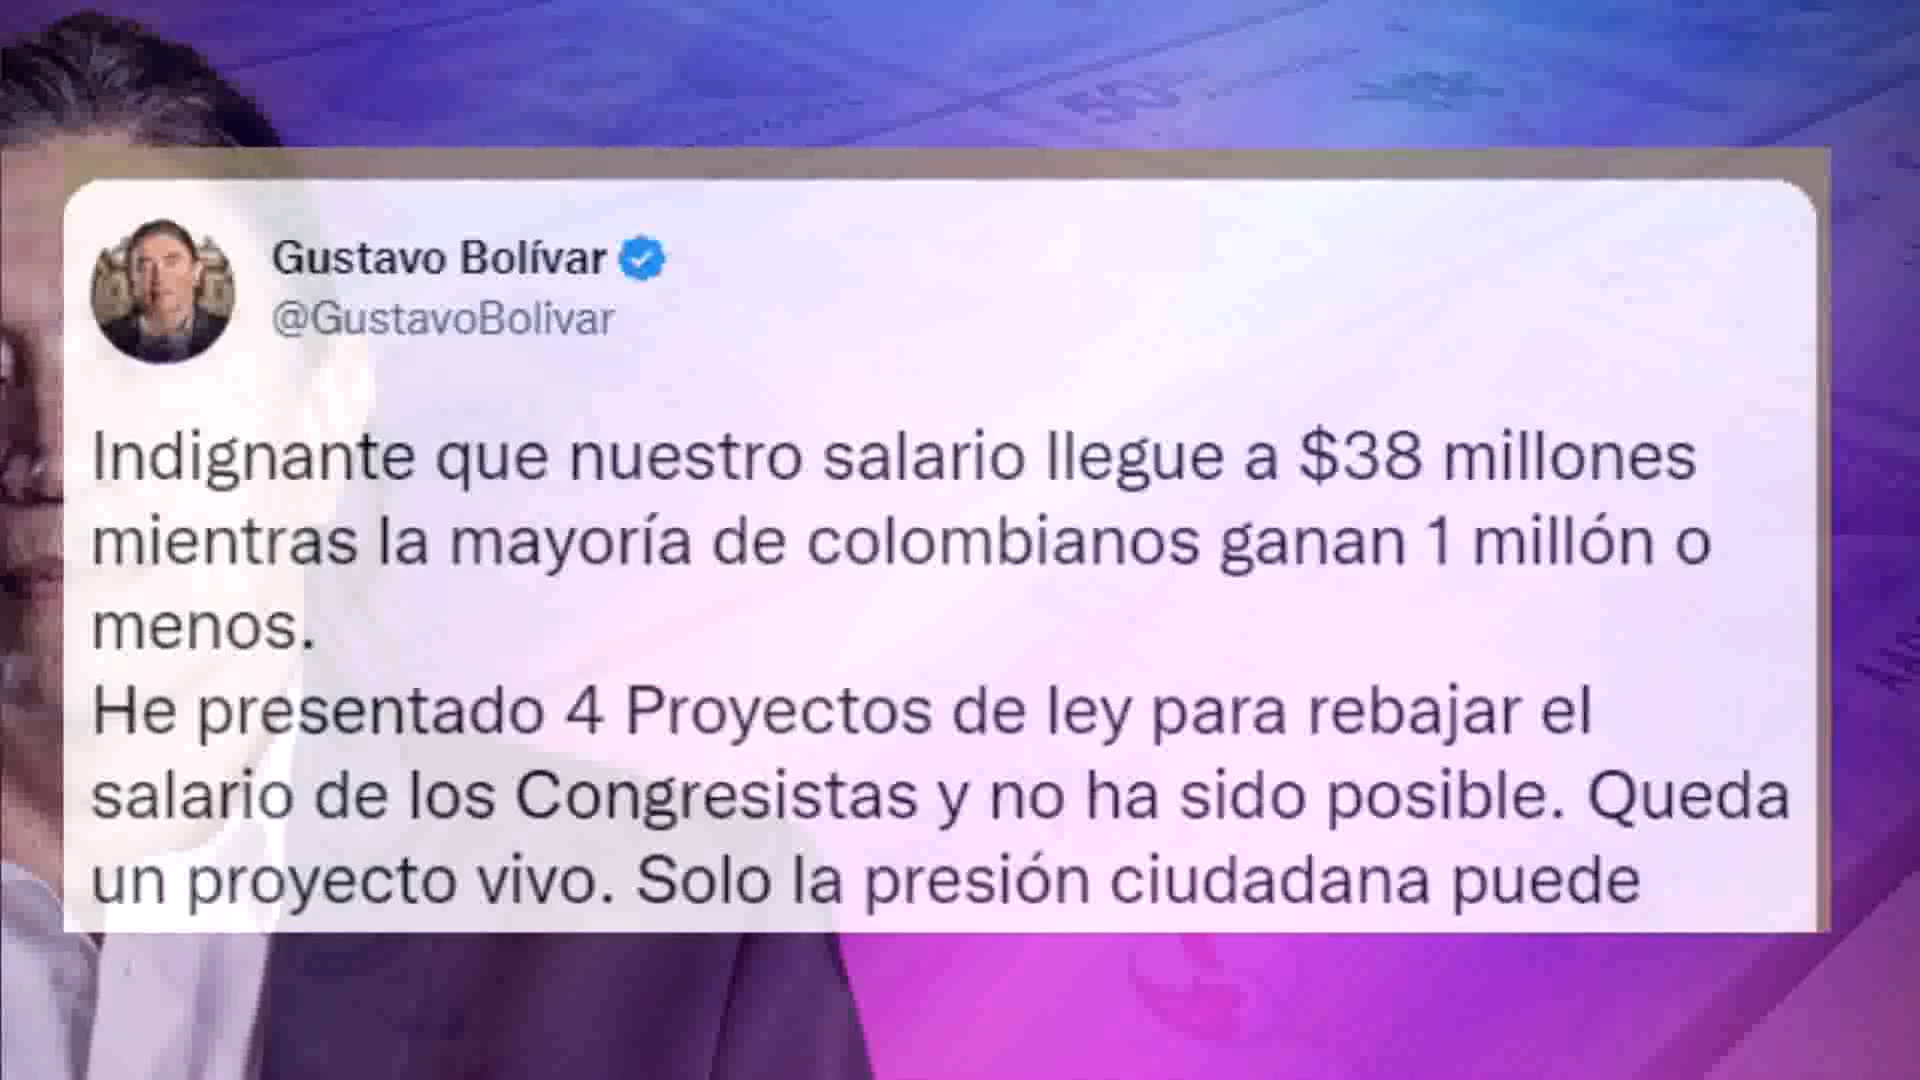 50
Gustavo Bolívar
@GustavoBolivar
Indignante que nuestro salario llegue a $38 millones
mientras la mayoría de colombianos ganan 1 millón o
menos.
He presentado 4 Proyectos de ley para rebajar el
salario de los Congresistas y no ha sido posible. Queda
un proyecto vivo. Solo la presión ciudadana puede